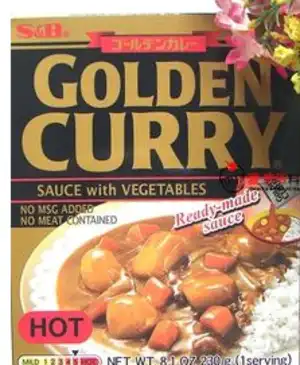 S&B
ゴールデンカレー
GOLDEN
CURRY
SAUCE with VEGETABLES
NO MSG ADDED
NO MEAT CONTAINED
Ready-made
sauce
HOT
MILD 1 2 3 4 5 HOT
NET WT. 8.1 OZ 230 g (1serving)